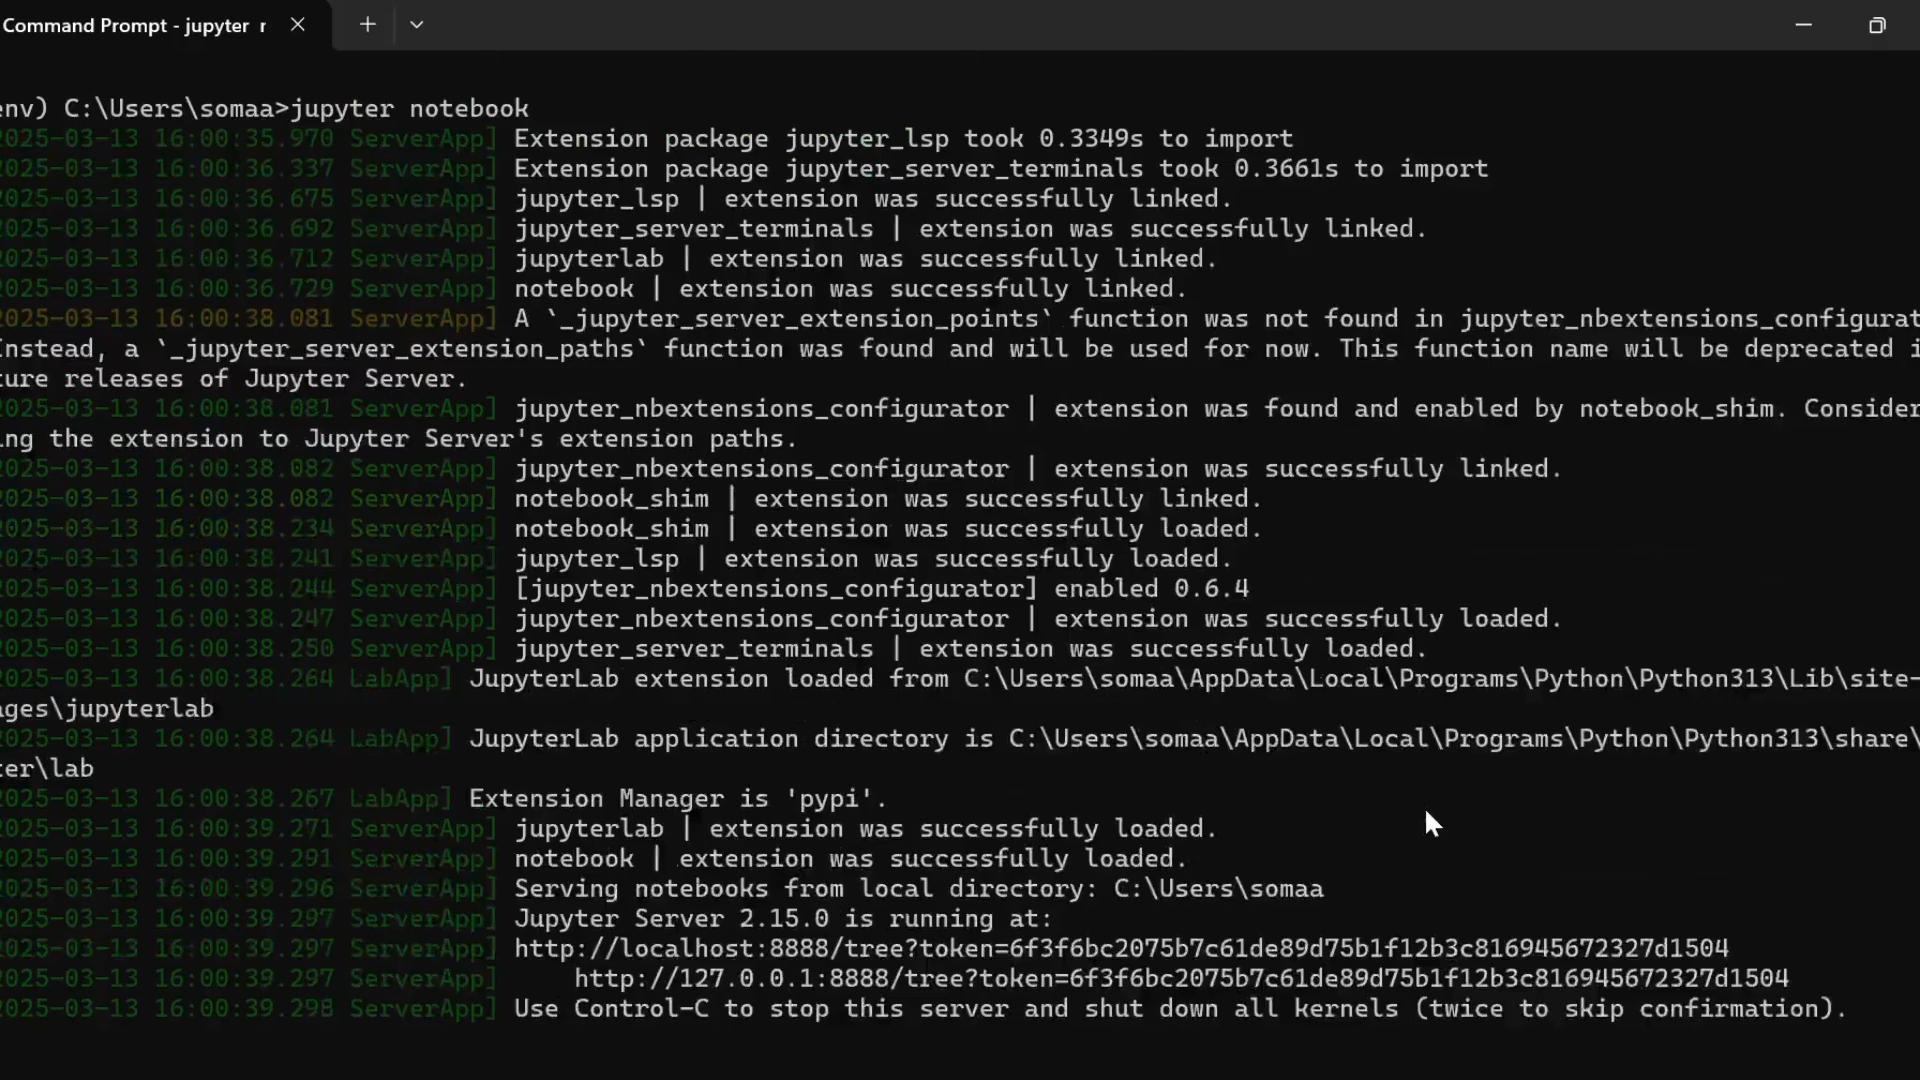 Command Prompt - jupyter
env) C:\Users\somaa>jupyter notebook
2025-03-13 16:00:35.970 ServerApp] Extension package jupyter_lsp took 0.3349s to import
2025-03-13 16:00:36.337 ServerApp] Extension package jupyter_server_terminals took 0.3661s to import
2025-03-13 16:00:36.675 ServerApp] jupyter_lsp | extension was successfully linked.
2025-03-13 16:00:36.692 ServerApp] jupyter_server_terminals | extension was successfully linked.
2025-03-13 16:00:36.712 ServerApp] jupyterlab | extension was successfully linked.
2025-03-13 16:00:36.729 ServerApp] notebook | extension was successfully linked.
2025-03-13 16:00:38.081 ServerApp] A `_jupyter_server_extension_points` function was not found in jupyter_nbextensions_configurat
Instead, a `_jupyter_server_extension_paths` function was found and will be used for now. This function name will be deprecated i
ture releases of Jupyter Server.
2025-03-13 16:00:38.081 ServerApp] jupyter_nbextensions_configurator | extension was found and enabled by notebook_shim. Consider
ing the extension to Jupyter Server's extension paths.
2025-03-13 16:00:38.082 ServerApp] jupyter_nbextensions_configurator | extension was successfully linked.
2025-03-13 16:00:38.082 ServerApp] notebook_shim | extension was successfully linked.
2025-03-13 16:00:38.234 ServerApp] notebook_shim | extension was successfully loaded.
2025-03-13 16:00:38.241 ServerApp] jupyter_lsp | extension was successfully loaded.
2025-03-13 16:00:38.244 ServerApp] [jupyter_nbextensions_configurator] enabled 0.6.4
2025-03-13 16:00:38.247 ServerApp] jupyter_nbextensions_configurator | extension was successfully loaded.
2025-03-13 16:00:38.250 ServerApp] jupyter_server_terminals | extension was successfully loaded.
2025-03-13 16:00:38.264 LabApp] JupyterLab extension loaded from C:\Users\somaa\AppData\Local\Programs\Python\Python313\Lib\site-
ages\jupyterlab
2025-03-13 16:00:38.264 LabApp] JupyterLab application directory is C:\Users\somaa\AppData\Local\Programs\Python\Python313\share\
ter\lab
2025-03-13 16:00:38.267 LabApp] Extension Manager is 'pypi'.
2025-03-13 16:00:39.271 ServerApp] jupyterlab | extension was successfully loaded.
2025-03-13 16:00:39.291 ServerApp] notebook | extension was successfully loaded.
2025-03-13 16:00:39.296 ServerApp] Serving notebooks from local directory: C:\Users\somaa
2025-03-13 16:00:39.297 ServerApp] Jupyter Server 2.15.0 is running at:
2025-03-13 16:00:39.297 ServerApp] http://localhost:8888/tree?token=6f3f6bc2075b7c61de89d75b1f12b3c816945672327d1504
2025-03-13 16:00:39.297 ServerApp] http://127.0.0.1:8888/tree?token=6f3f6bc2075b7c61de89d75b1f12b3c816945672327d1504
2025-03-13 16:00:39.298 ServerApp] Use Control-C to stop this server and shut down all kernels (twice to skip confirmation).